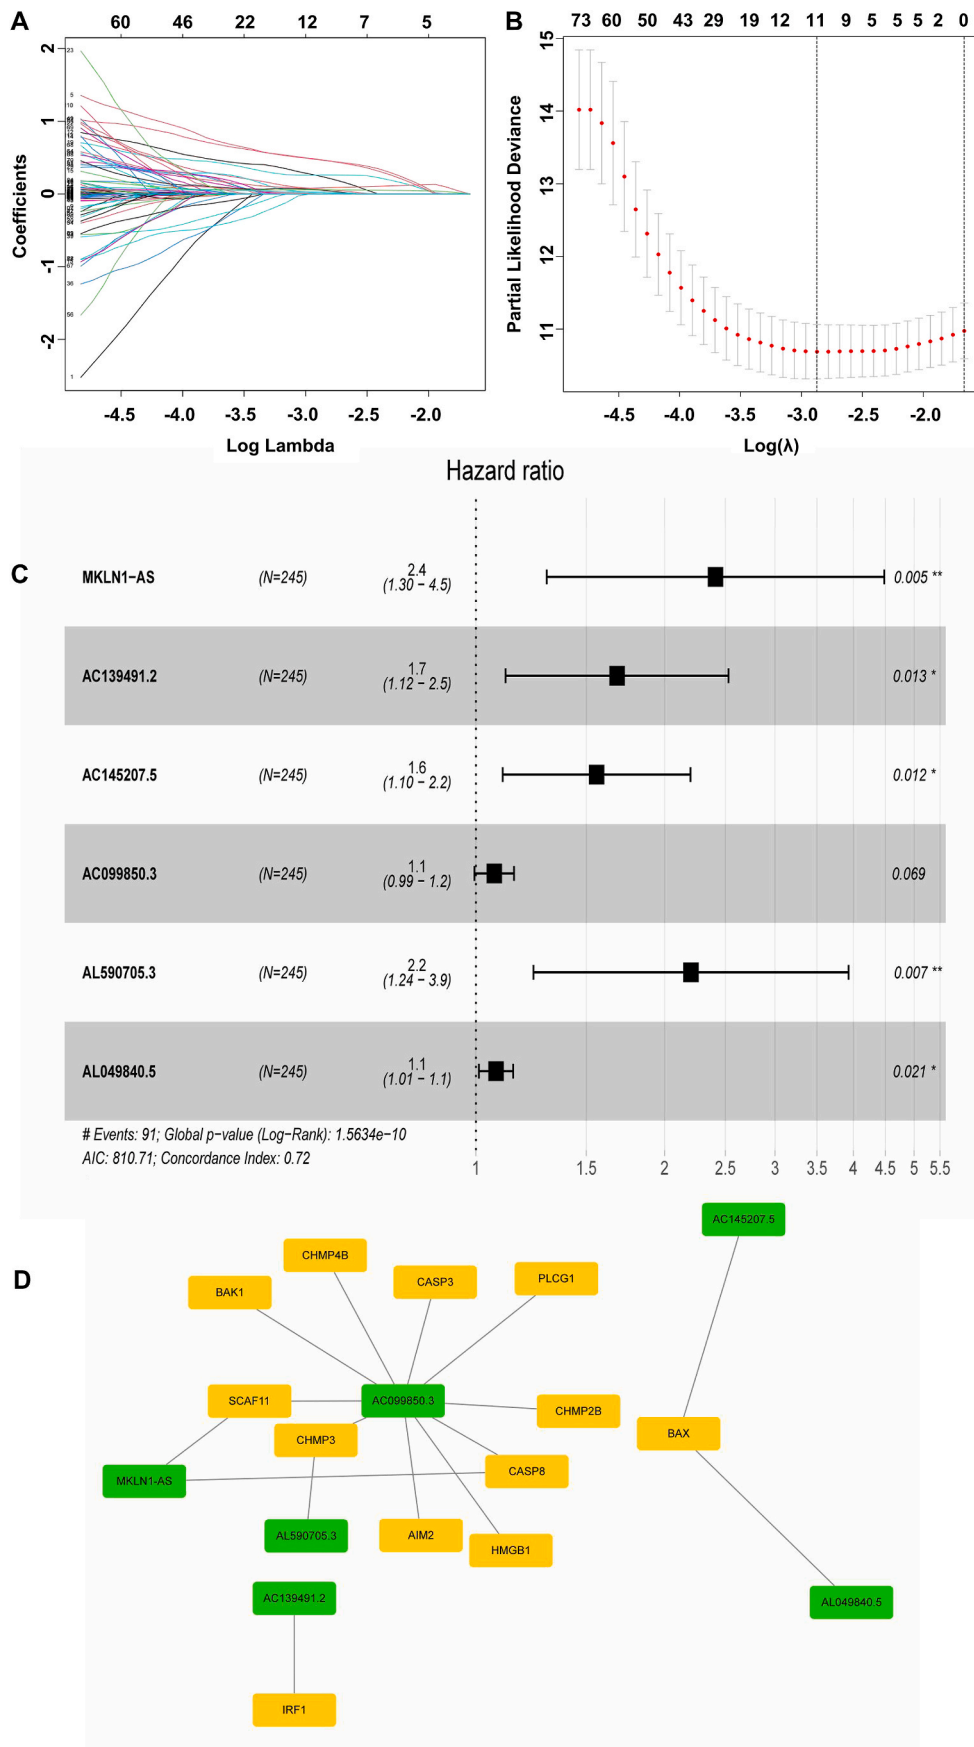 A
60 46 22 12 7 5
2
1
0
-1
-2
Coefficients
23
5
10
36
56
1
-4.5 -4.0 -3.5 -3.0 -2.5 -2.0
Log Lambda
B
73 60 50 43 29 19 12 11 9 5 5 5 2 0
15
14
13
12
11
Partial Likelihood Deviance
-4.5 -4.0 -3.5 -3.0 -2.5 -2.0
Log(λ)
Hazard ratio
C
MKLN1−AS (N=245) 2.4 (1.30 − 4.5) 0.005 **
AC139491.2 (N=245) 1.7 (1.12 − 2.5) 0.013 *
AC145207.5 (N=245) 1.6 (1.10 − 2.2) 0.012 *
AC099850.3 (N=245) 1.1 (0.99 − 1.2) 0.069
AL590705.3 (N=245) 2.2 (1.24 − 3.9) 0.007 **
AL049840.5 (N=245) 1.1 (1.01 − 1.1) 0.021 *
# Events: 91; Global p−value (Log−Rank): 1.5634e−10
AIC: 810.71; Concordance Index: 0.72
1 1.5 2 2.5 3 3.5 4 4.5 5 5.5
D
AC145207.5
CHMP4B
BAK1
CASP3
PLCG1
SCAF11
AC099850.3
CHMP2B
CHMP3
BAX
MKLN1-AS
CASP8
AL590705.3
AIM2
HMGB1
AC139491.2
AL049840.5
IRF1